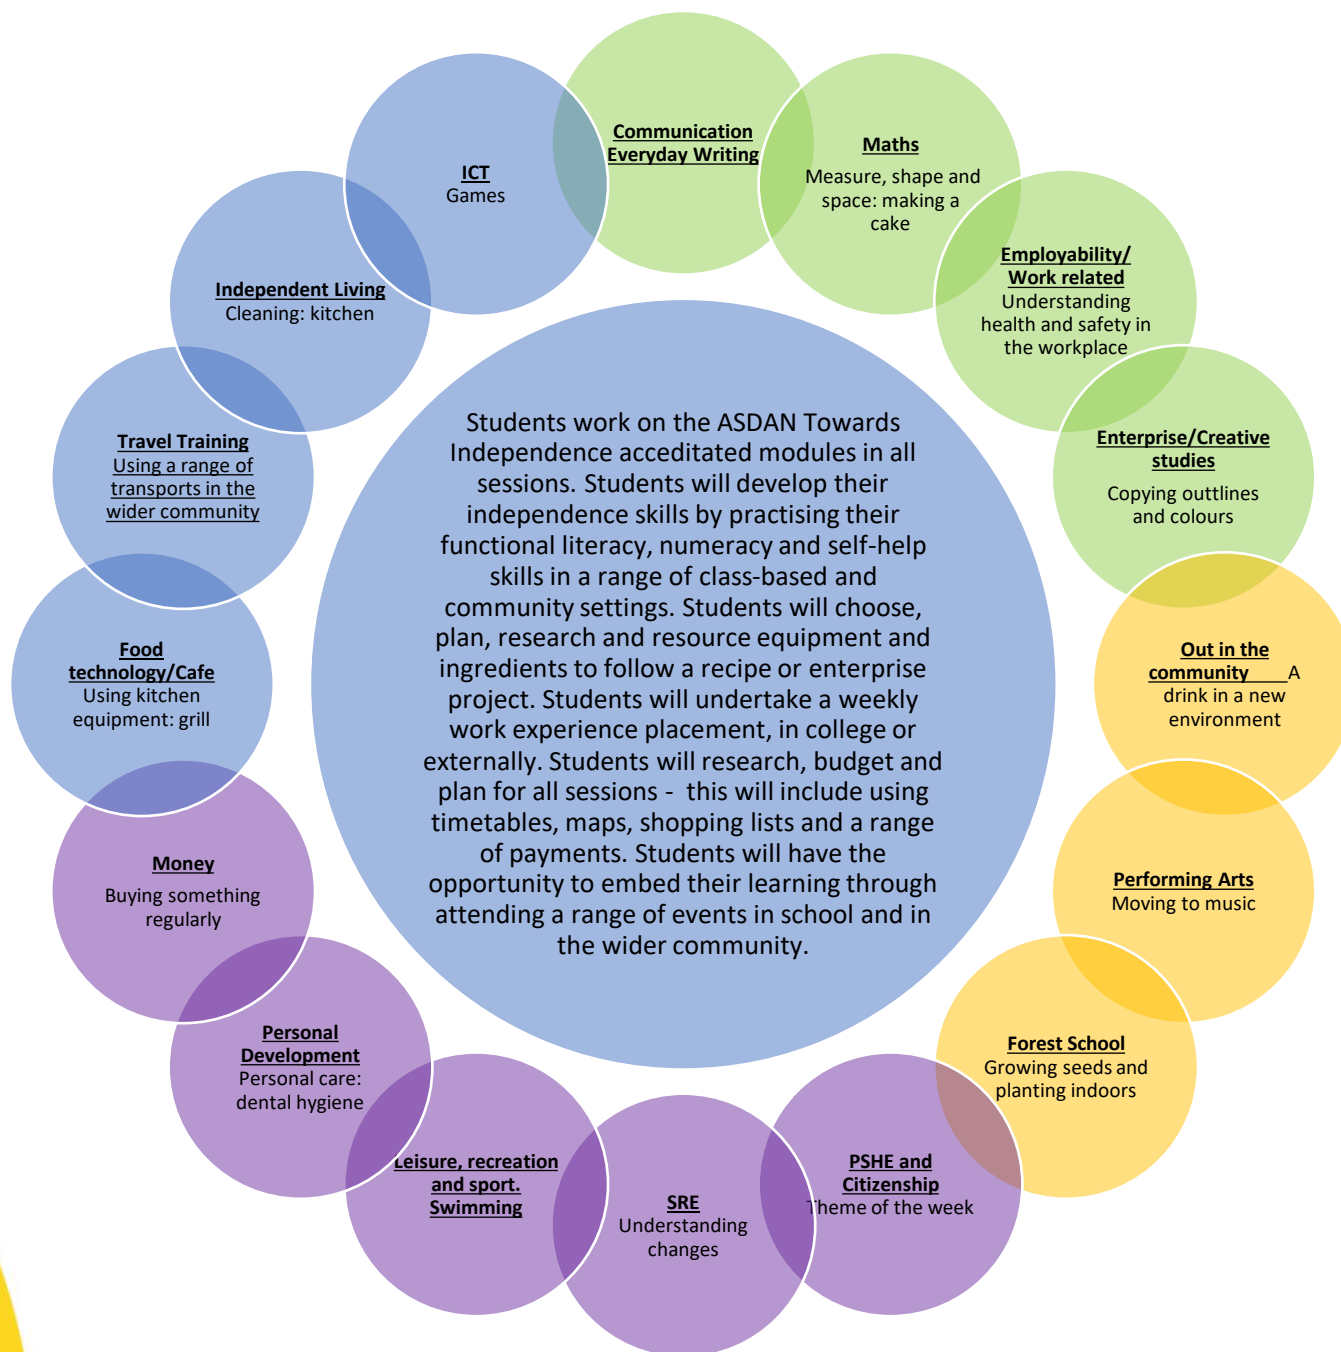 Communication
Everyday Writing
Maths
Measure, shape and
space: making a
cake
Employability/
Work related
Understanding
health and safety in
the workplace
Enterprise/Creative
studies
Copying outtlines
and colours
Out in the
community A
drink in a new
environment
Performing Arts
Moving to music
Forest School
Growing seeds and
planting indoors
PSHE and
Citizenship
Theme of the week
SRE
Understanding
changes
Leisure, recreation
and sport.
Swimming
Personal
Development
Personal care:
dental hygiene
Money
Buying something
regularly
Food
technology/Cafe
Using kitchen
equipment: grill
Travel Training
Using a range of
transports in the
wider community
Independent Living
Cleaning: kitchen
ICT
Games
Students work on the ASDAN Towards
Independence accreditated modules in all
sessions. Students will develop their
independence skills by practising their
functional literacy, numeracy and self-help
skills in a range of class-based and
community settings. Students will choose,
plan, research and resource equipment and
ingredients to follow a recipe or enterprise
project. Students will undertake a weekly
work experience placement, in college or
externally. Students will research, budget and
plan for all sessions - this will include using
timetables, maps, shopping lists and a range
of payments. Students will have the
opportunity to embed their learning through
attending a range of events in school and in
the wider community.